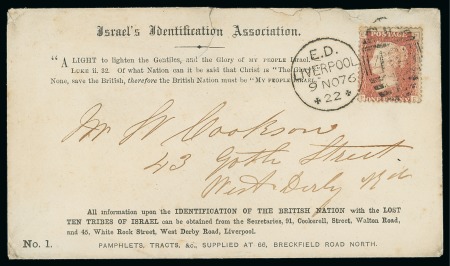 Israel's Identification Association.
"A LIGHT to lighten the Gentiles, and the Glory of MY PEOPLE Israel.
LUKE ii. 32. Of what Nation can it be said that Christ is "The Glory
None, save the British, therefore the British Nation must be "MY PEOPLE ISRAEL
E.D.
LIVERPOOL
9 NO 76
22
Mr W Cookson
43 Goth Street
West Derby Rd
All information upon the IDENTIFICATION OF THE BRITISH NATION with the LOST
TEN TRIBES OF ISRAEL can be obtained from the Secretaries, 91, Cockerell, Street, Walton Road,
and 45, White Rock Street, West Derby Road, Liverpool.
No. 1. PAMPHLETS, TRACTS, &c., SUPPLIED AT 66, BRECKFIELD ROAD NORTH.